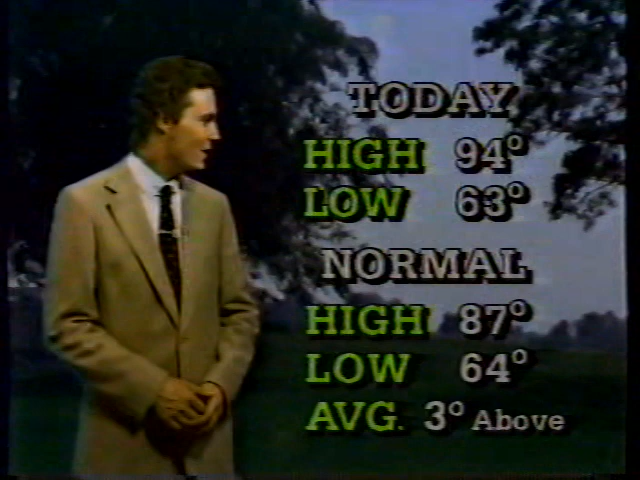 TODAY
HIGH 94°
LOW 63°
NORMAL
HIGH 87°
LOW 64°
AVG. 3° Above